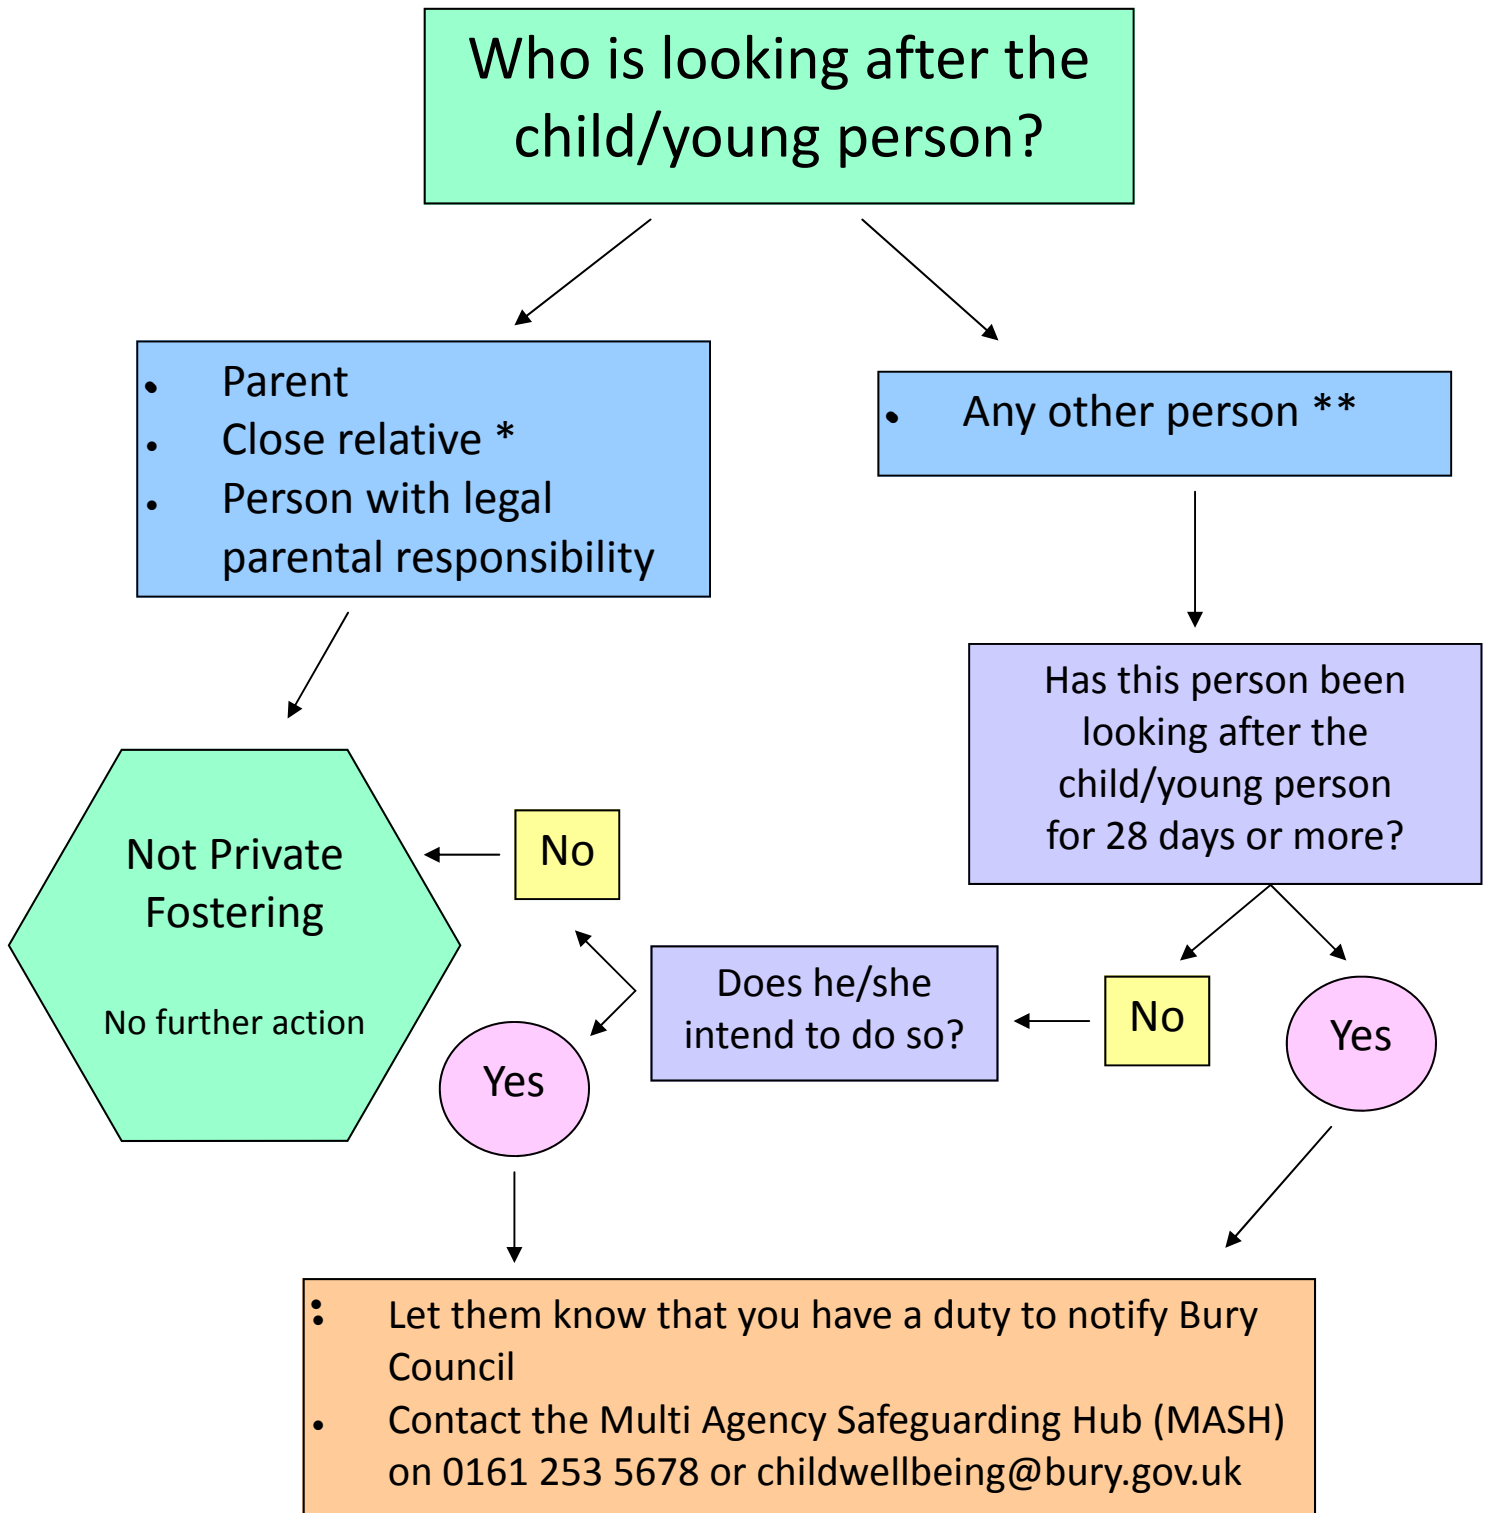 Who is looking after the
child/young person?
• Parent
• Close relative *
• Person with legal
parental responsibility
• Any other person **
Has this person been
looking after the
child/young person
for 28 days or more?
Not Private
Fostering
No further action
No
Does he/she
intend to do so?
No
Yes
Yes
• Let them know that you have a duty to notify Bury
Council
• Contact the Multi Agency Safeguarding Hub (MASH)
on 0161 253 5678 or childwellbeing@bury.gov.uk